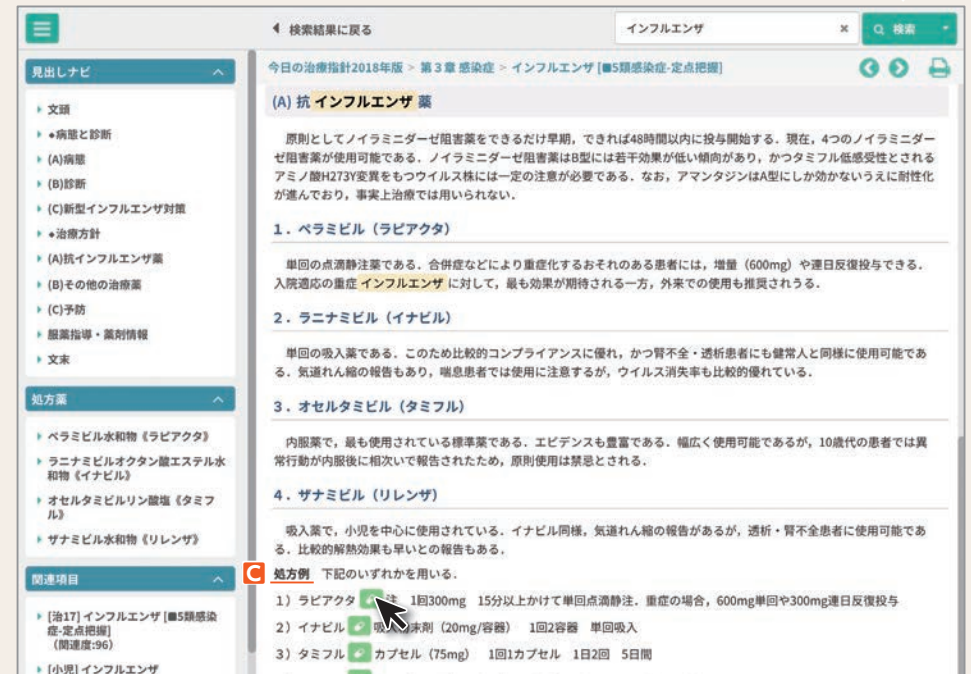 検索結果に戻る
インフルエンザ
検索
見出しナビ
文頭
●病態と診断
(A)病態
(B)診断
(C)新型インフルエンザ対策
●治療方針
(A)抗インフルエンザ薬
(B)その他の治療薬
(C)予防
服薬指導・薬剤情報
文末
処方薬
ペラミビル水和物《ラピアクタ》
ラニナミビルオクタン酸エステル水
和物《イナビル》
オセルタミビルリン酸塩《タミフ
ル》
ザナミビル水和物《リレンザ》
関連項目
[治17] インフルエンザ [■5類感染
症-定点把握]
(関連度:96)
[小児] インフルエンザ
今日の治療指針2018年版 > 第3章 感染症 > インフルエンザ [■5類感染症-定点把握]
(A) 抗 インフルエンザ 薬
原則としてノイラミニダーゼ阻害薬をできるだけ早期，できれば48時間以内に投与開始する．現在，4つのノイラミニダー
ゼ阻害薬が使用可能である．ノイラミニダーゼ阻害薬はB型には若干効果が低い傾向があり，かつタミフル低感受性とされる
アミノ酸H273Y変異をもつウイルス株には一定の注意が必要である．なお，アマンタジンはA型にしか効かないうえに耐性化
が進んでおり，事実上治療では用いられない．
1．ペラミビル（ラピアクタ）
単回の点滴静注薬である．合併症などにより重症化するおそれのある患者には，増量（600mg）や連日反復投与できる．
入院適応の重症 インフルエンザ に対して，最も効果が期待される一方，外来での使用も推奨されうる．
2．ラニナミビル（イナビル）
単回の吸入薬である．このため比較的コンプライアンスに優れ，かつ腎不全・透析患者にも健常人と同様に使用可能であ
る．気道れん縮の報告もあり，喘息患者では使用に注意するが，ウイルス消失率も比較的優れている．
3．オセルタミビル（タミフル）
内服薬で，最も使用されている標準薬である．エビデンスも豊富である．幅広く使用可能であるが，10歳代の患者では異
常行動が内服後に相次いで報告されたため，原則使用は禁忌とされる．
4．ザナミビル（リレンザ）
吸入薬で，小児を中心に使用されている．イナビル同様，気道れん縮の報告があるが，透析・腎不全患者に使用可能であ
る．比較的解熱効果も早いとの報告もある．
C 処方例 下記のいずれかを用いる．
1）ラピアクタ 注 1回300mg 15分以上かけて単回点滴静注．重症の場合，600mg単回や300mg連日反復投与
2）イナビル 吸入粉末剤（20mg/容器） 1回2容器 単回吸入
3）タミフル カプセル（75mg） 1回1カプセル 1日2回 5日間